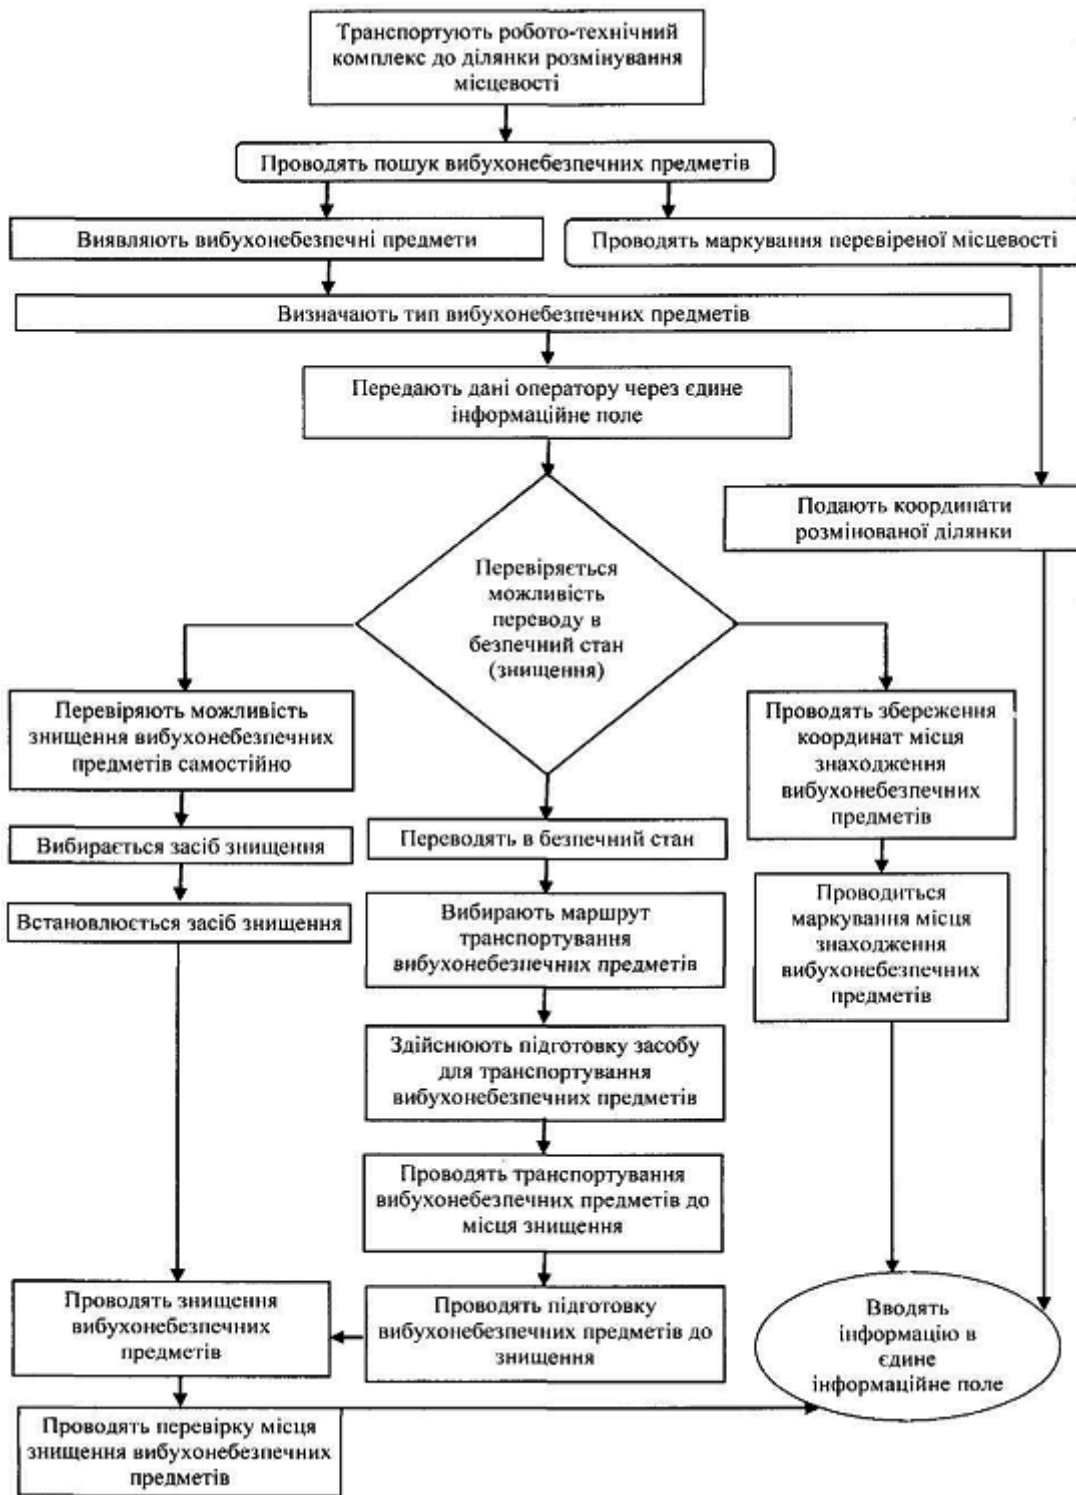 Транспортують робото-технічний
комплекс до ділянки розмінування
місцевості
Проводять пошук вибухонебезпечних предметів
Виявляють вибухонебезпечні предмети
Проводять маркування перевіреної місцевості
Визначають тип вибухонебезпечних предметів
Передають дані оператору через єдине
інформаційне поле
Подають координати
розмінованої ділянки
Перевіряється
можливість
переводу в
безпечний стан
(знищення)
Перевіряють можливість
знищення вибухонебезпечних
предметів самостійно
Вибирається засіб знищення
Встановлюється засіб знищення
Переводять в безпечний стан
Вибирають маршрут
транспортування
вибухонебезпечних предметів
Здійснюють підготовку засобу
для транспортування
вибухонебезпечних предметів
Проводять транспортування
вибухонебезпечних предметів до
місця знищення
Проводять підготовку
вибухонебезпечних предметів до
знищення
Проводять збереження
координат місця
знаходження
вибухонебезпечних
предметів
Проводиться
маркування місця
знаходження
вибухонебезпечних
предметів
Проводять знищення
вибухонебезпечних
предметів
Проводять перевірку місця
знищення вибухонебезпечних
предметів
Вводять
інформацію в
єдине
інформаційне поле